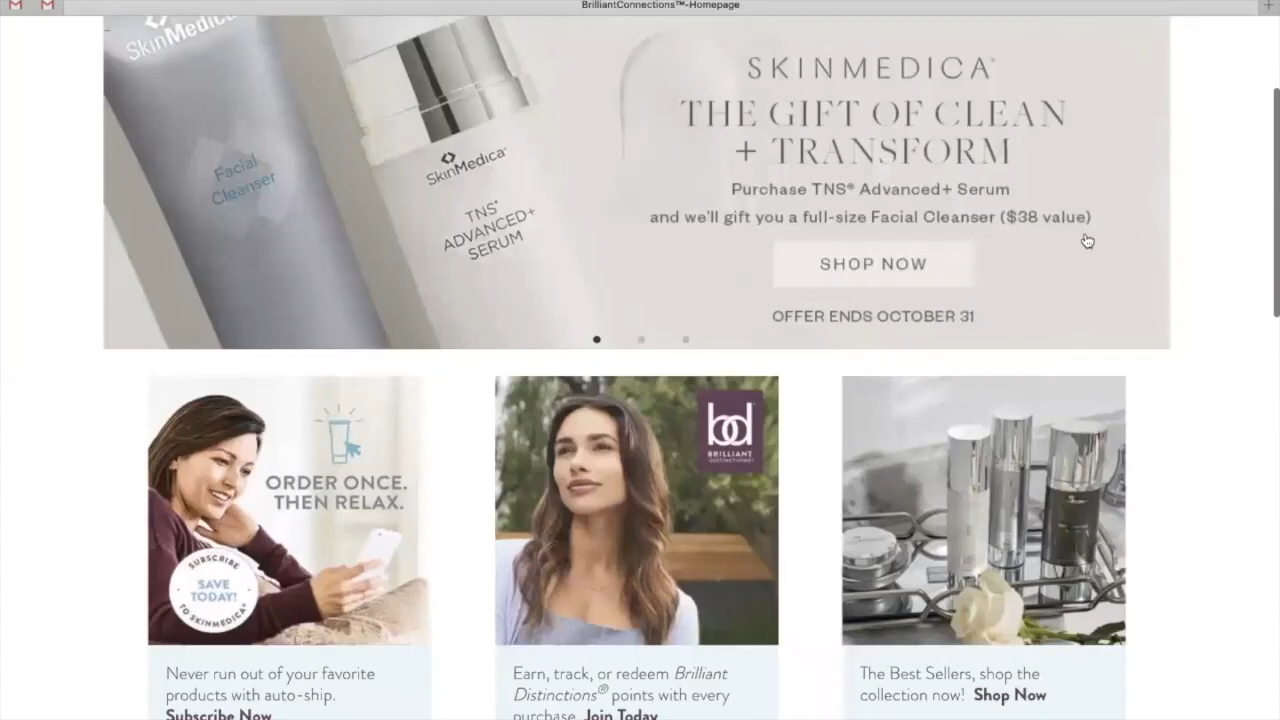 BrilliantConnections™-Homepage
SkinMedica
Facial
Cleanser
SkinMedica®
TNS®
ADVANCED+
SERUM
SKINMEDICA®
THE GIFT OF CLEAN
+ TRANSFORM
Purchase TNS® Advanced+ Serum
and we'll gift you a full-size Facial Cleanser ($38 value)
SHOP NOW
OFFER ENDS OCTOBER 31
ORDER ONCE.
THEN RELAX.
SUBSCRIBE
SAVE
TODAY!
TO SKINMEDICA®
bd
BRILLIANT
DISTINCTIONS®
Never run out of your favorite
products with auto-ship.
Subscribe Now
Earn, track, or redeem Brilliant
Distinctions® points with every
purchase. Join Today
The Best Sellers, shop the
collection now! Shop Now